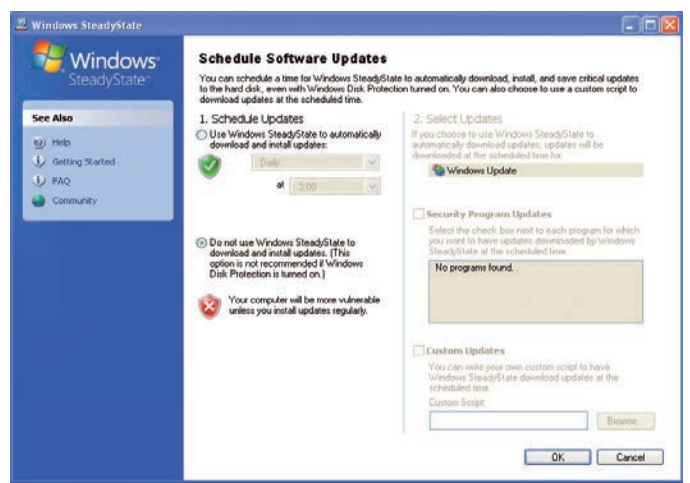 Windows SteadyState
Windows
SteadyState™
See Also
Help
Getting Started
FAQ
Community
Schedule Software Updates
You can schedule a time for Windows SteadyState to automatically download, install, and save critical updates
to the hard disk, even with Windows Disk Protection turned on. You can also choose to use a custom script to
download updates at the scheduled time.
1. Schedule Updates
Use Windows SteadyState to automatically
download and install updates:
Daily
at 3:00
Do not use Windows SteadyState to
download and install updates. (This
option is not recommended if Windows
Disk Protection is turned on.)
Your computer will be more vulnerable
unless you install updates regularly.
2. Select Updates
If you choose to use Windows SteadyState to
automatically download updates, updates will be
downloaded at the scheduled time for:
Windows Update
Security Program Updates
Select the check box next to each program for which
you want to have updates downloaded by Windows
SteadyState at the scheduled time.
No programs found.
Custom Updates
You can write your own custom script to have
Windows SteadyState download updates at the
scheduled time.
Custom Script:
Browse...
OK
Cancel